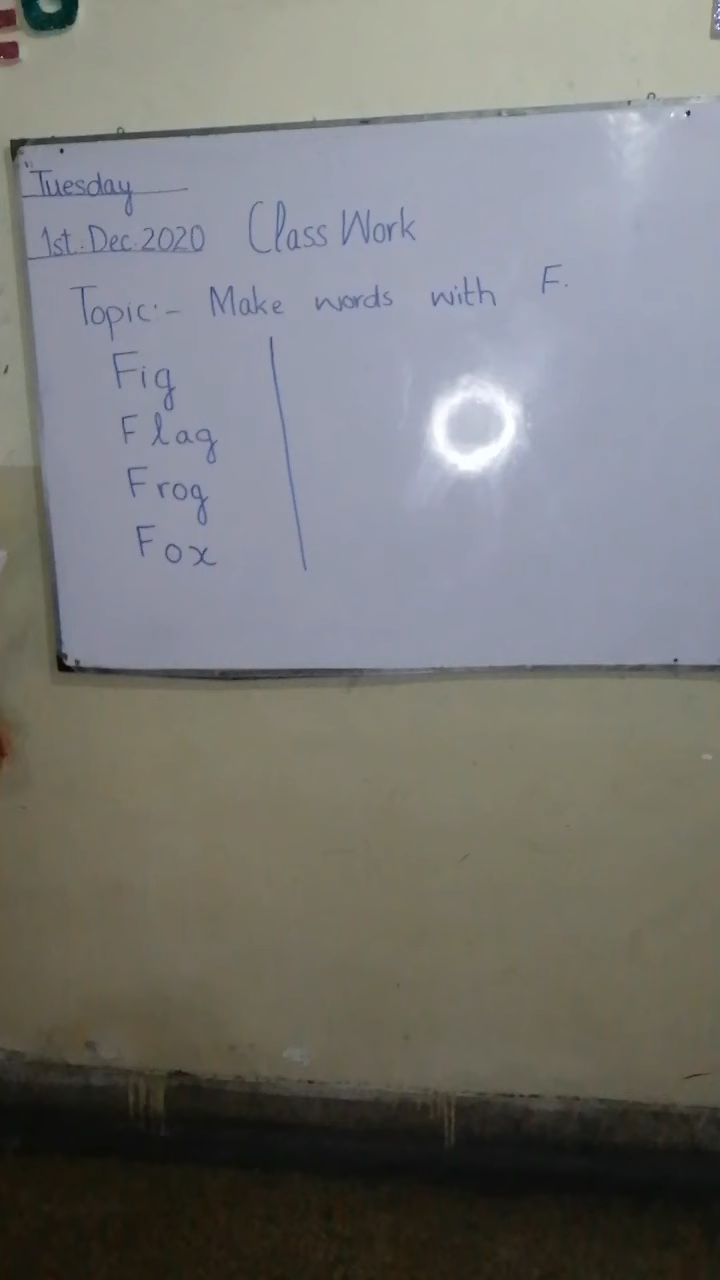 Tuesday
1st. Dec. 2020 Class Work
Topic:- Make words with F.
Fig
Flag
Frog
Fox